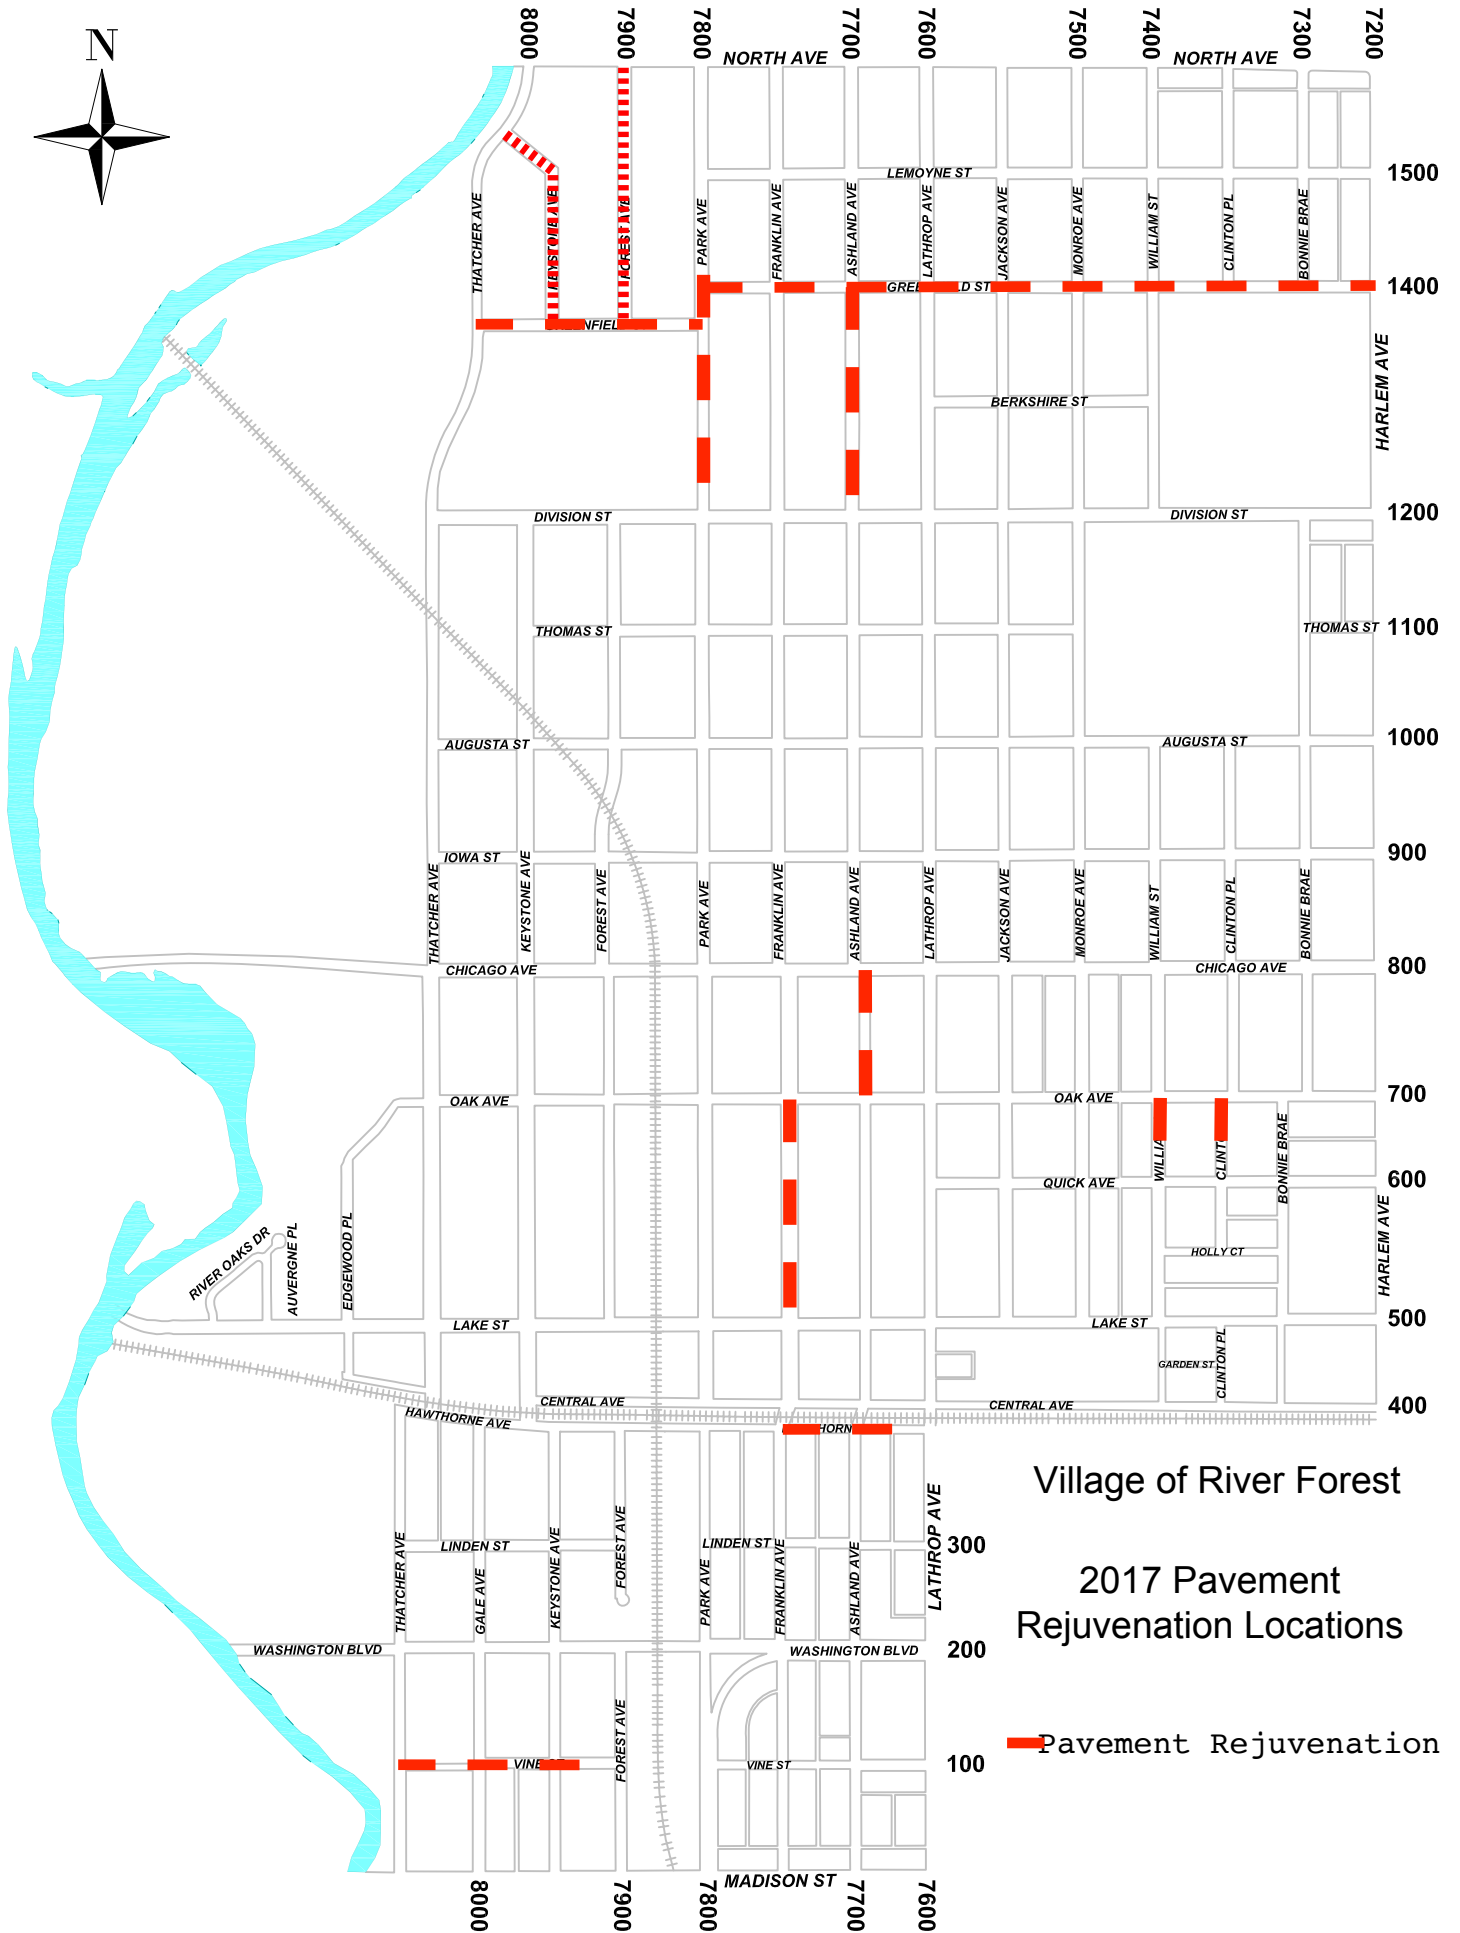 N
8000
7900
7800
7700
7600
7500
7400
7300
7200
NORTH AVE
NORTH AVE
LEMOYNE ST
1500
THATCHER AVE
KEYSTONE AVE
FOREST AVE
PARK AVE
FRANKLIN AVE
ASHLAND AVE
LATHROP AVE
JACKSON AVE
MONROE AVE
WILLIAM ST
CLINTON PL
BONNIE BRAE
1400
HARLEM AVE
BERKSHIRE ST
DIVISION ST
DIVISION ST
1200
THOMAS ST
THOMAS ST
1100
AUGUSTA ST
AUGUSTA ST
1000
IOWA ST
900
THATCHER AVE
KEYSTONE AVE
FOREST AVE
PARK AVE
FRANKLIN AVE
ASHLAND AVE
LATHROP AVE
JACKSON AVE
MONROE AVE
WILLIAM ST
CLINTON PL
BONNIE BRAE
CHICAGO AVE
CHICAGO AVE
800
OAK AVE
OAK AVE
700
WILLIA
CLINT
BONNIE BRAE
QUICK AVE
600
RIVER OAKS DR
AUVERGNE PL
EDGEWOOD PL
HOLLY CT
HARLEM AVE
LAKE ST
LAKE ST
500
GARDEN ST
CLINTON PL
CENTRAL AVE
CENTRAL AVE
400
HAWTHORNE AVE
HORN
Village of River Forest
LATHROP AVE
LINDEN ST
LINDEN ST
300
THATCHER AVE
GALE AVE
KEYSTONE AVE
FOREST AVE
PARK AVE
FRANKLIN AVE
ASHLAND AVE
2017 Pavement
Rejuvenation Locations
WASHINGTON BLVD
WASHINGTON BLVD
200
FOREST AVE
Pavement Rejuvenation
VINE
VINE ST
100
MADISON ST
8000
7900
7800
7700
7600